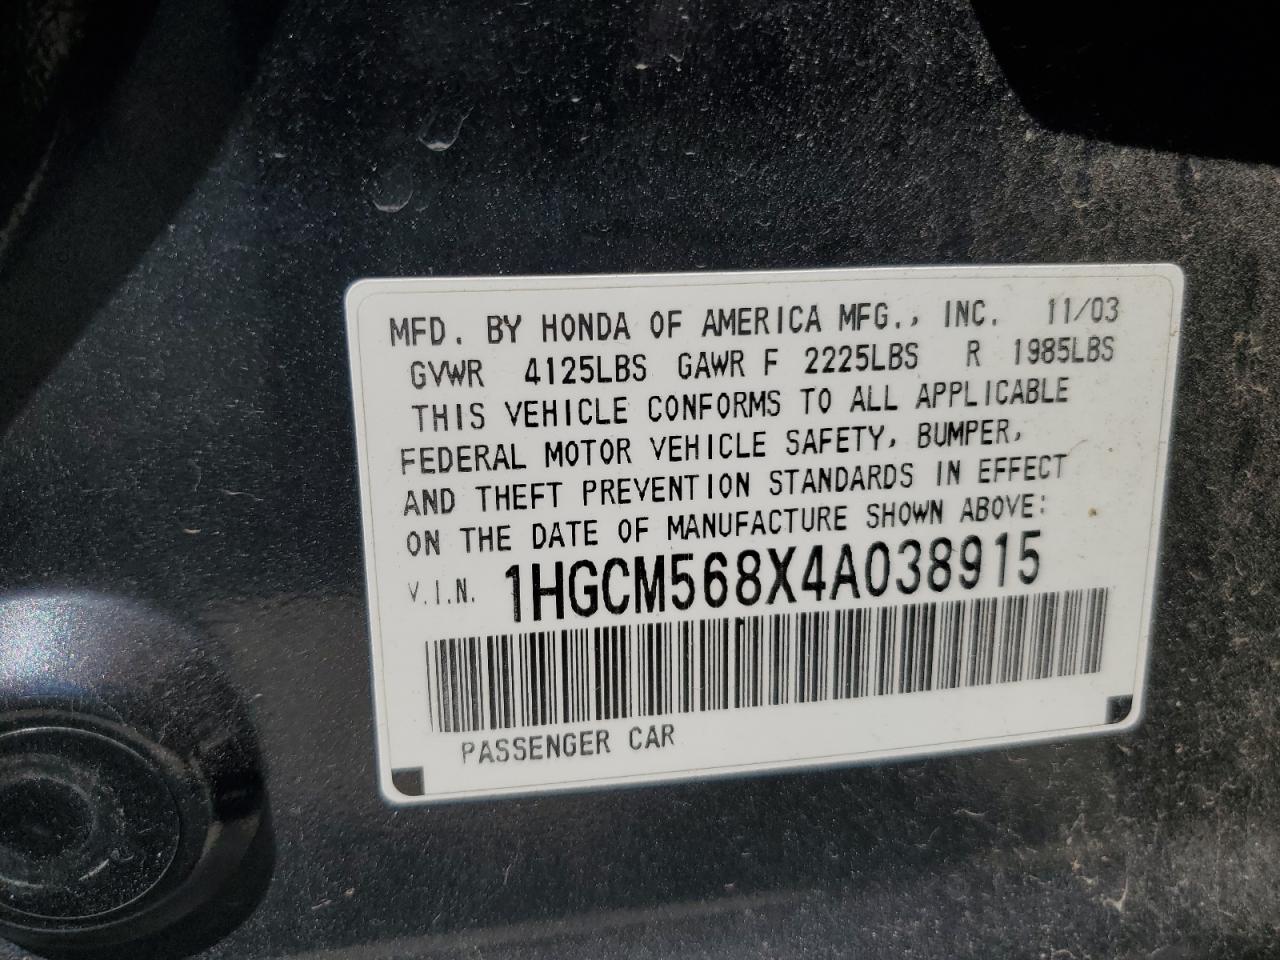 MFD. BY HONDA OF AMERICA MFG., INC. 11/03
GVWR 4125LBS GAWR F 2225LBS R 1985LBS
THIS VEHICLE CONFORMS TO ALL APPLICABLE
FEDERAL MOTOR VEHICLE SAFETY, BUMPER,
AND THEFT PREVENTION STANDARDS IN EFFECT
ON THE DATE OF MANUFACTURE SHOWN ABOVE:
V.I.N. 1HGCM568X4A038915
PASSENGER CAR